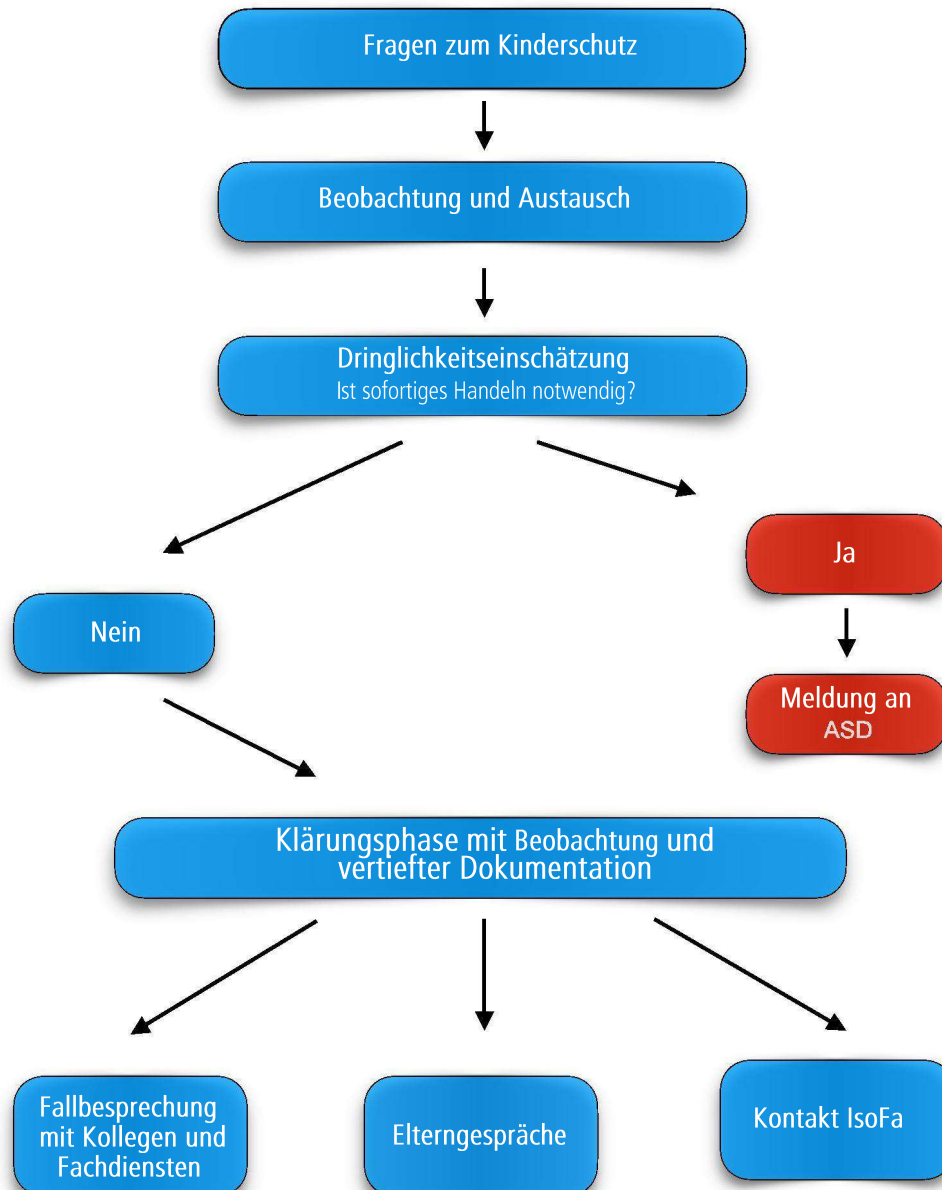 Fragen zum Kinderschutz
Beobachtung und Austausch
Dringlichkeitseinschätzung
Ist sofortiges Handeln notwendig?
Ja
Nein
Meldung an
ASD
Klärungsphase mit Beobachtung und
vertiefter Dokumentation
Fallbesprechung
mit Kollegen und
Fachdiensten
Elterngespräche
Kontakt IsoFa